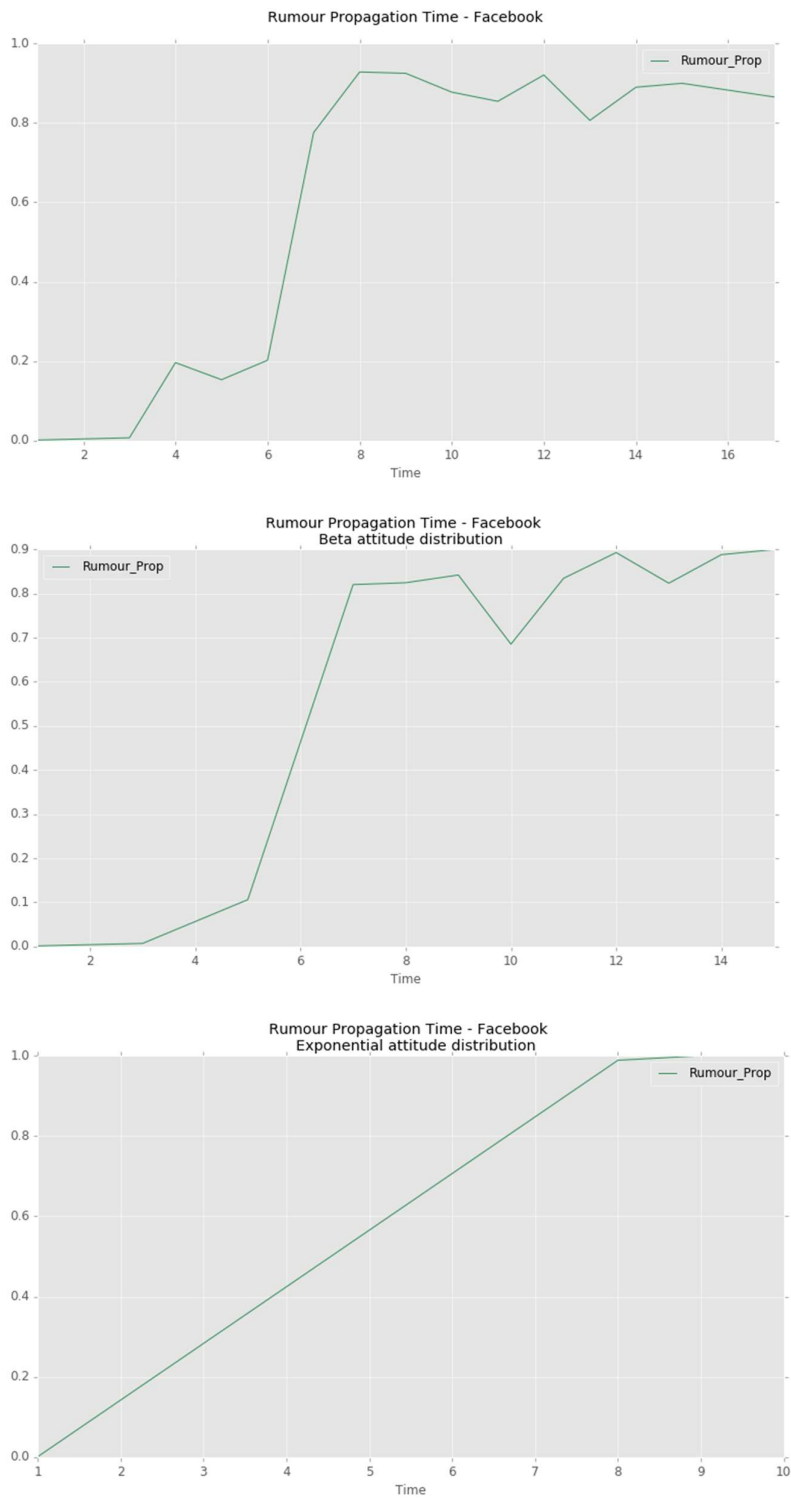 Rumour Propagation Time - Facebook
1.0
Rumour_Prop
0.8
0.6
0.4
0.2
0.0
2 4 6 8 10 12 14 16
Time
Rumour Propagation Time - Facebook
Beta attitude distribution
0.9
Rumour_Prop
0.8
0.7
0.6
0.5
0.4
0.3
0.2
0.1
0.0
2 4 6 8 10 12 14
Time
Rumour Propagation Time - Facebook
Exponential attitude distribution
1.0
Rumour_Prop
0.8
0.6
0.4
0.2
0.0
1 2 3 4 5 6 7 8 9 10
Time